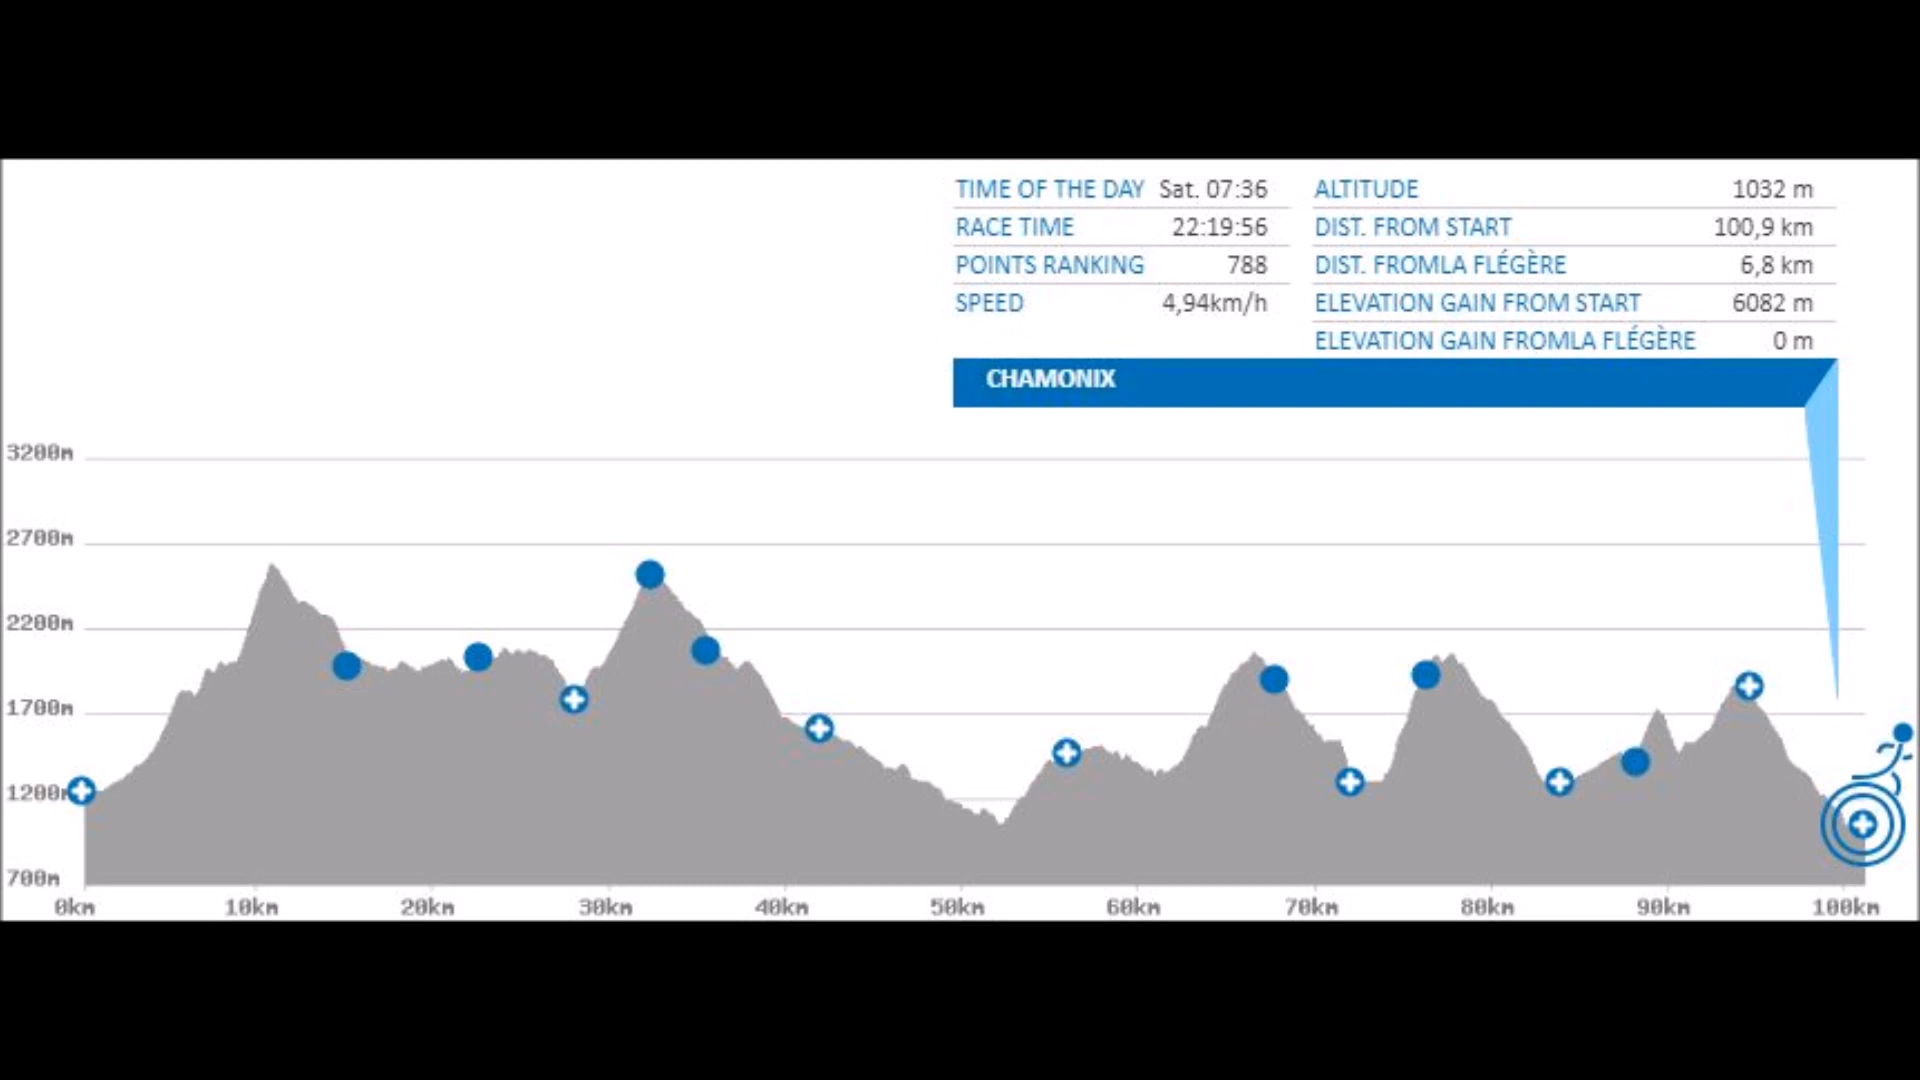 TIME OF THE DAY Sat. 07:36
RACE TIME 22:19:56
POINTS RANKING 788
SPEED 4,94km/h
ALTITUDE 1032 m
DIST. FROM START 100,9 km
DIST. FROMLA FLÉGÈRE 6,8 km
ELEVATION GAIN FROM START 6082 m
ELEVATION GAIN FROMLA FLÉGÈRE 0 m
CHAMONIX
3200m
2700m
2200m
1700m
1200m
700m
0km 10km 20km 30km 40km 50km 60km 70km 80km 90km 100km